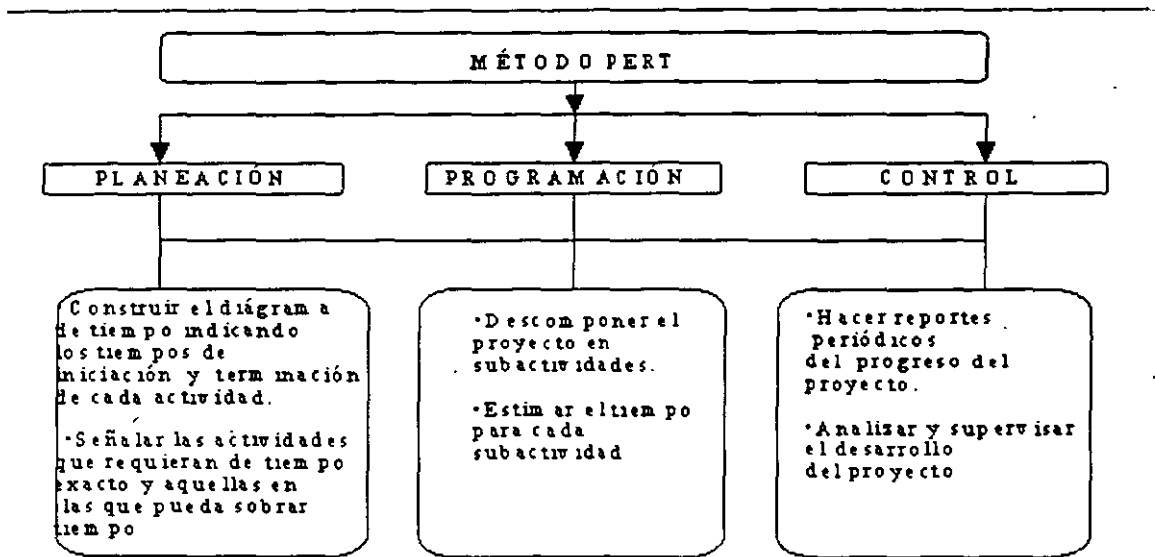 MÉTODO PERT
PLANEACIÓN
PROGRAMACIÓN
CONTROL
·Construir el diágrama
de tiempo indicando
los tiempos de
iniciación y terminación
de cada actividad.
·Señalar las actividades
que requieran de tiempo
exacto y aquellas en
las que pueda sobrar
tiempo
·Descomponer el
proyecto en
subactividades.
·Estimar el tiempo
para cada
subactividad
·Hacer reportes
periódicos
del progreso del
proyecto.
·Analizar y supervisar
el desarrollo
del proyecto